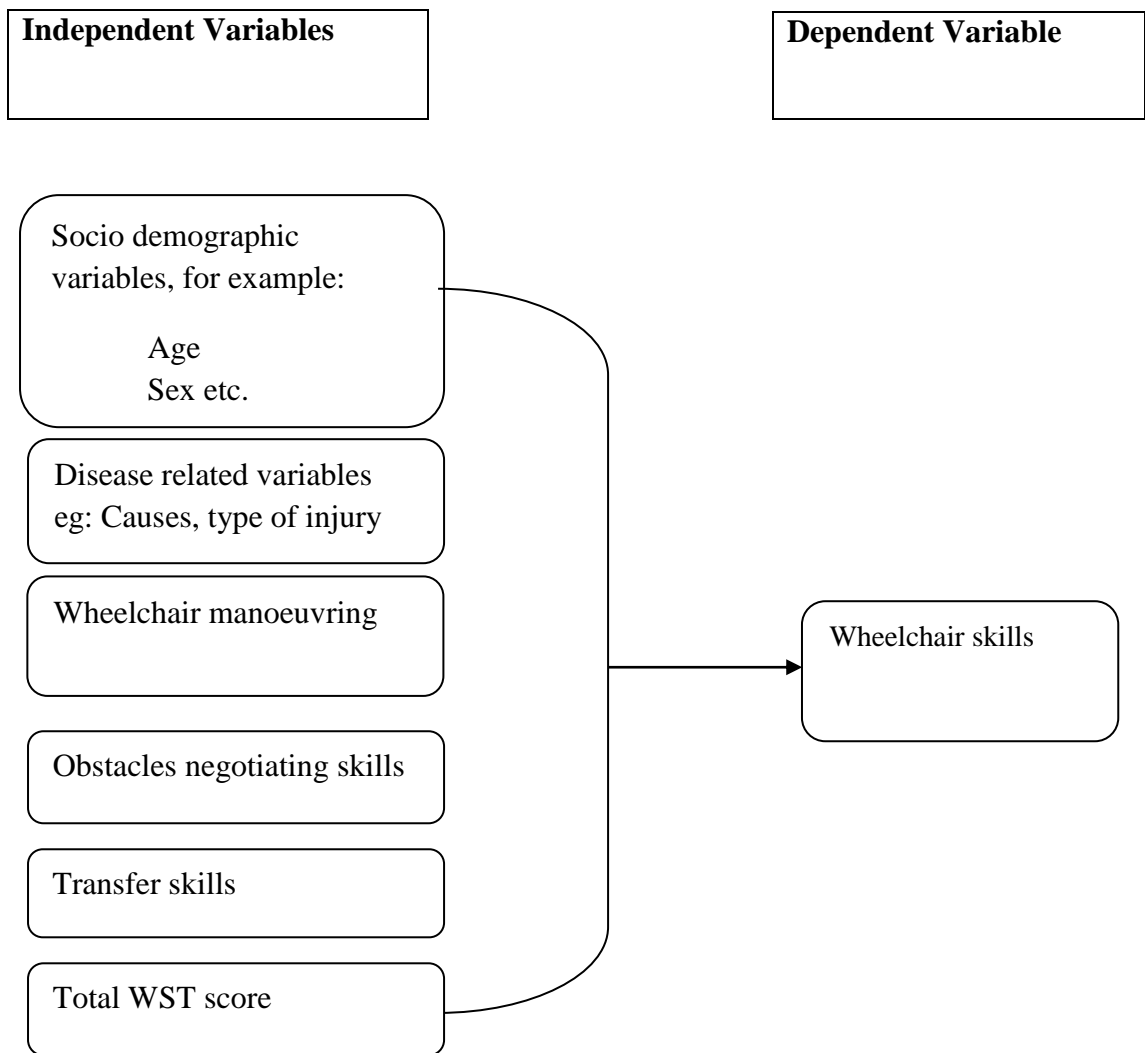 Independent Variables
Dependent Variable
Socio demographic
variables, for example:
Age
Sex etc.
Disease related variables
eg: Causes, type of injury
Wheelchair manoeuvring
Wheelchair skills
Obstacles negotiating skills
Transfer skills
Total WST score